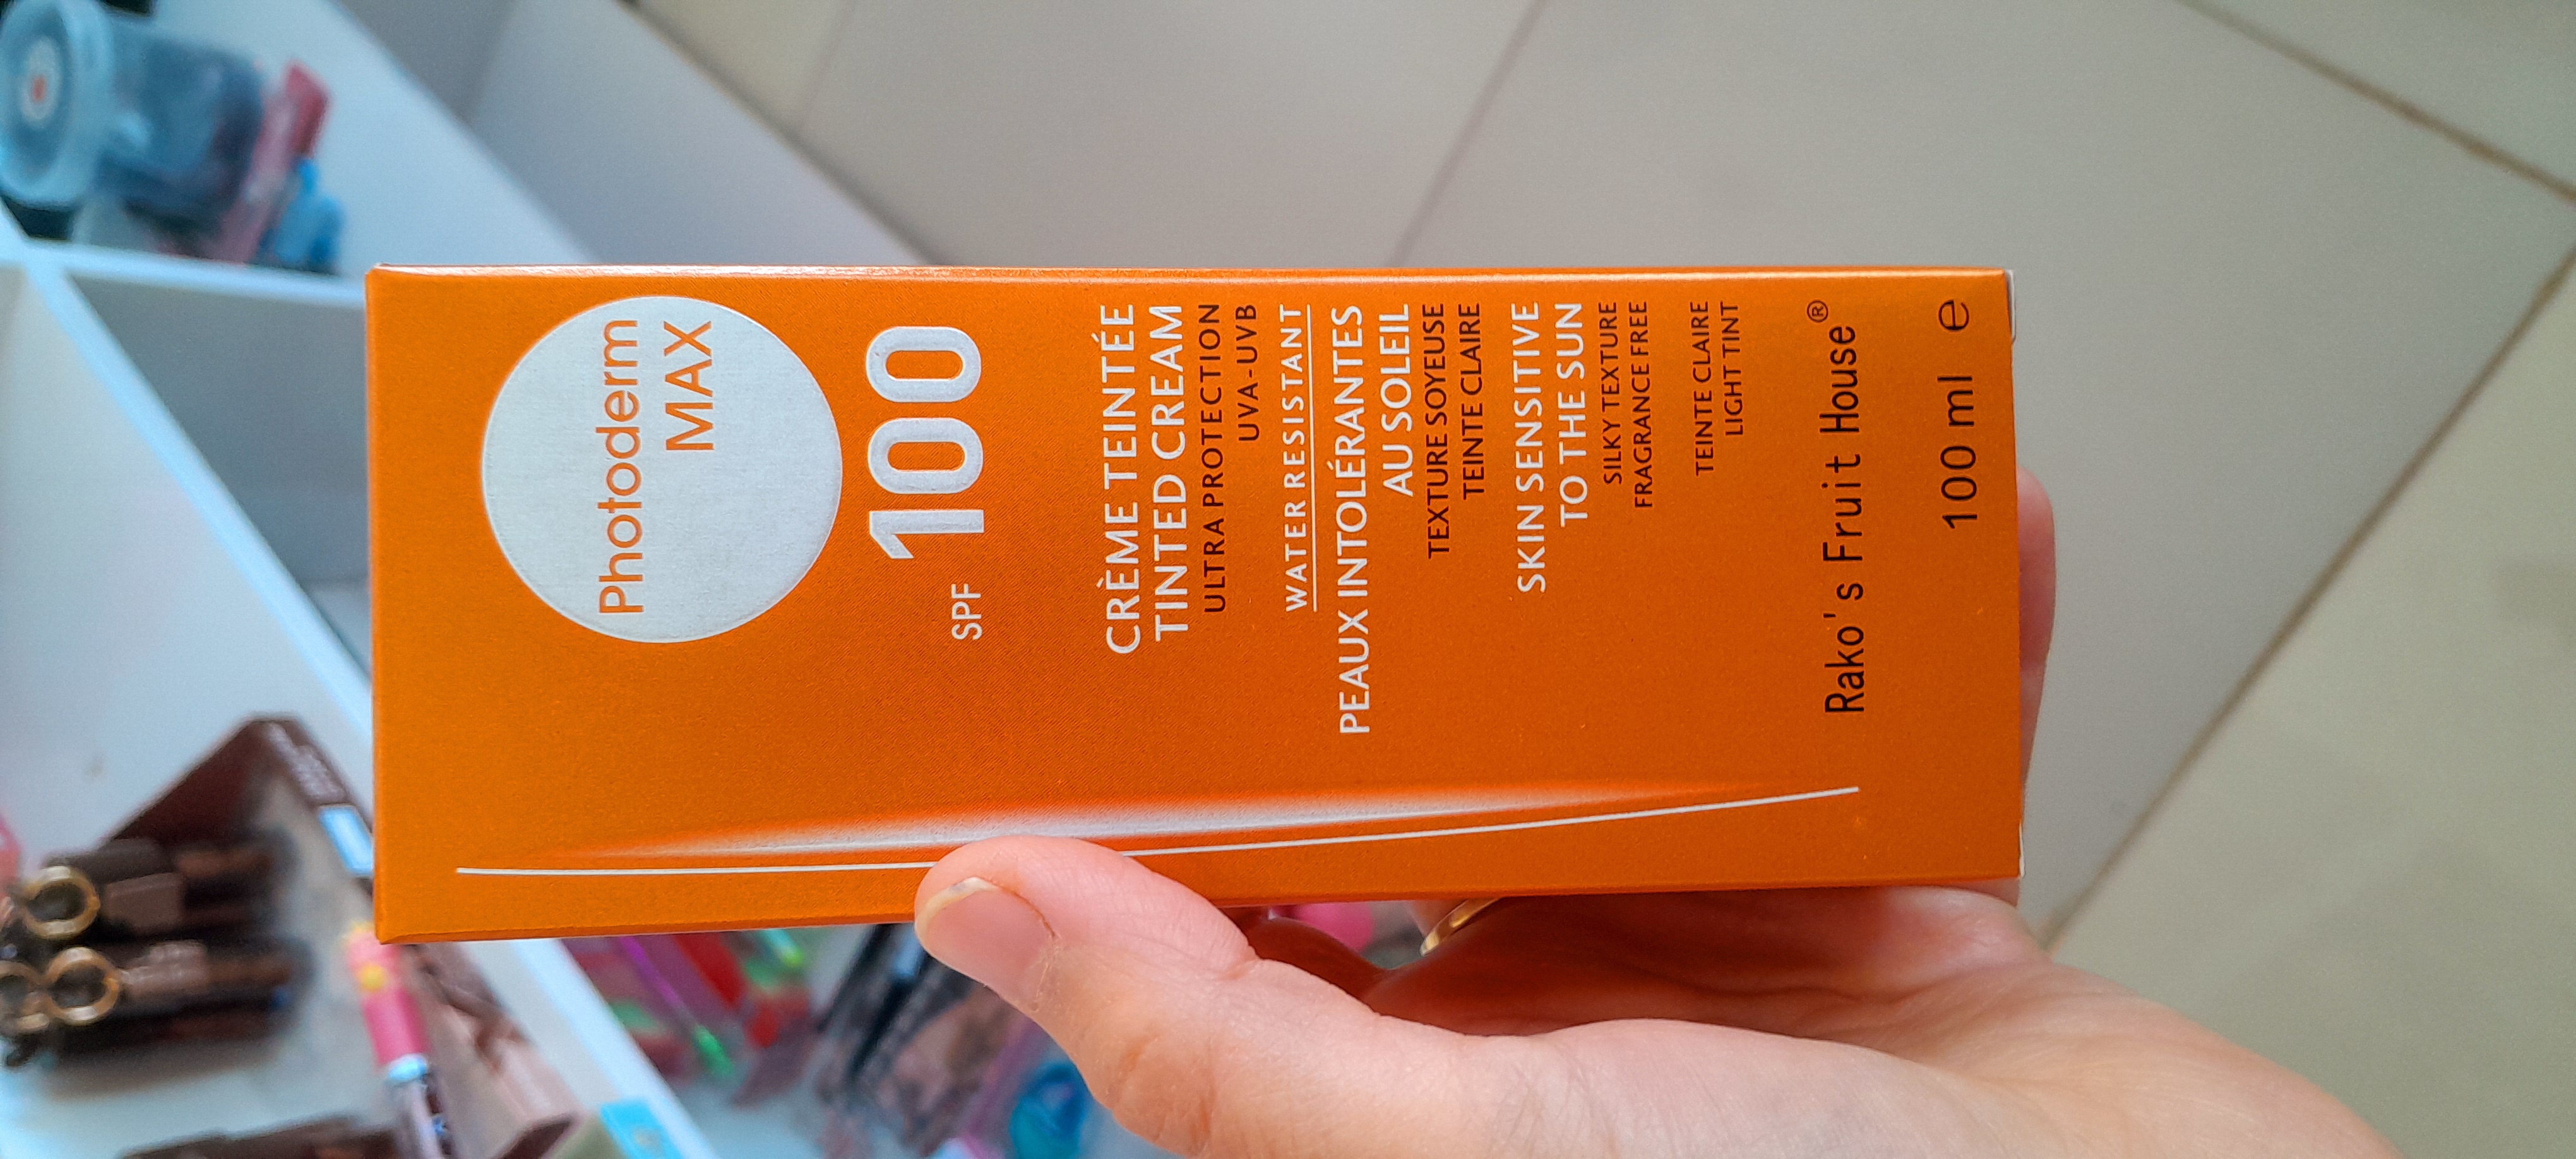 Photoderm
MAX
SPF 100
CRÈME TEINTÉE
TINTED CREAM
ULTRA PROTECTION
UVA-UVB
WATER RESISTANT
PEAUX INTOLÉRANTES
AU SOLEIL
TEXTURE SOYEUSE
TEINTE CLAIRE
SKIN SENSITIVE
TO THE SUN
SILKY TEXTURE
FRAGRANCE FREE
TEINTE CLAIRE
LIGHT TINT
Rako's Fruit House®
100 ml e